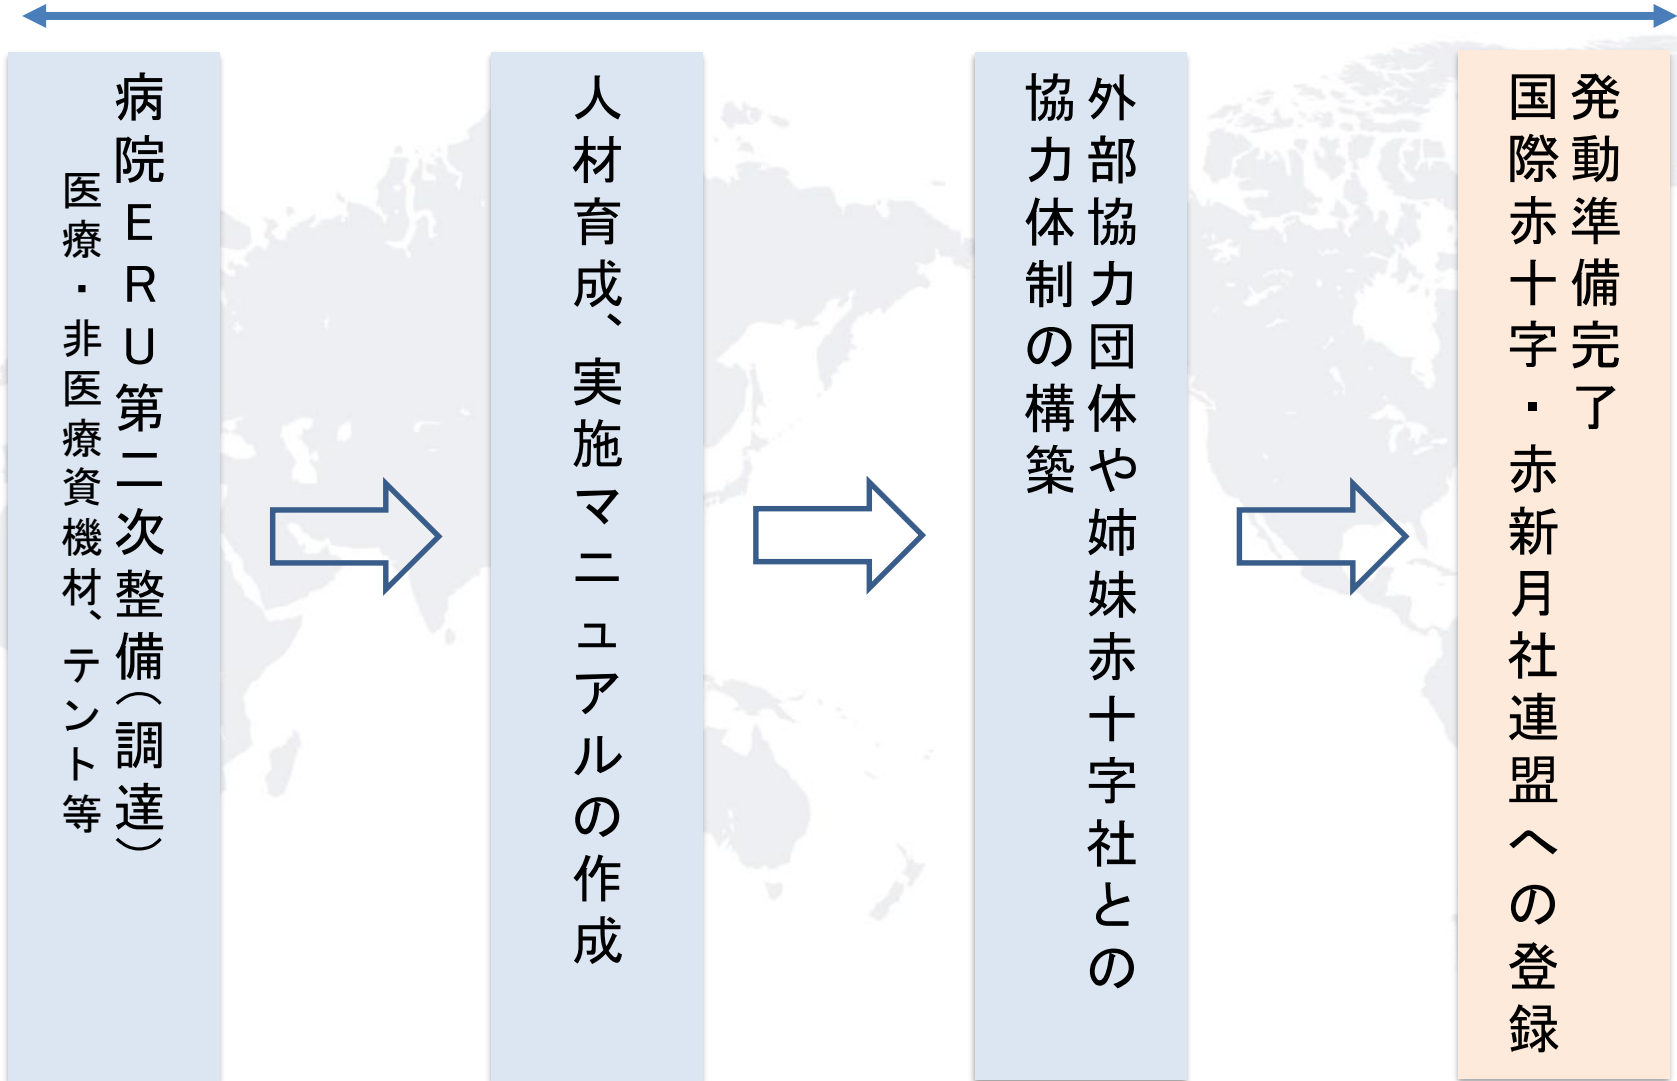 病院ＥＲＵ第二次整備（調達）
医療・非医療資機材、テント等
人材育成、実施マニュアルの作成
外部協力団体や姉妹赤十字社との
協力体制の構築
発動準備完了
国際赤十字・赤新月社連盟への登録